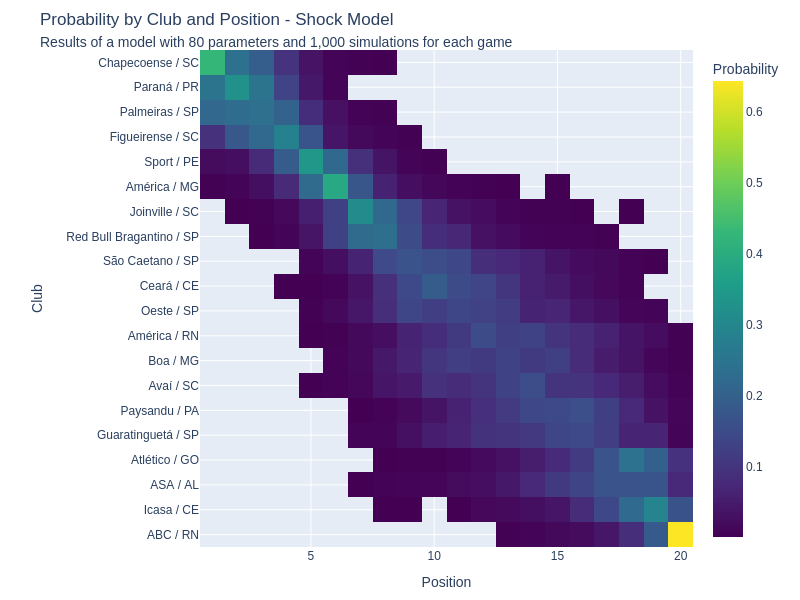 Probability by Club and Position - Shock Model
Results of a model with 80 parameters and 1,000 simulations for each game
Probability
Chapecoense / SC
Paraná / PR
Palmeiras / SP
Figueirense / SC
Sport / PE
América / MG
Joinville / SC
Red Bull Bragantino / SP
São Caetano / SP
Ceará / CE
Oeste / SP
América / RN
Boa / MG
Avaí / SC
Paysandu / PA
Guaratinguetá / SP
Atlético / GO
ASA / AL
Icasa / CE
ABC / RN
Club
0.6
0.5
0.4
0.3
0.2
0.1
5
10
15
20
Position